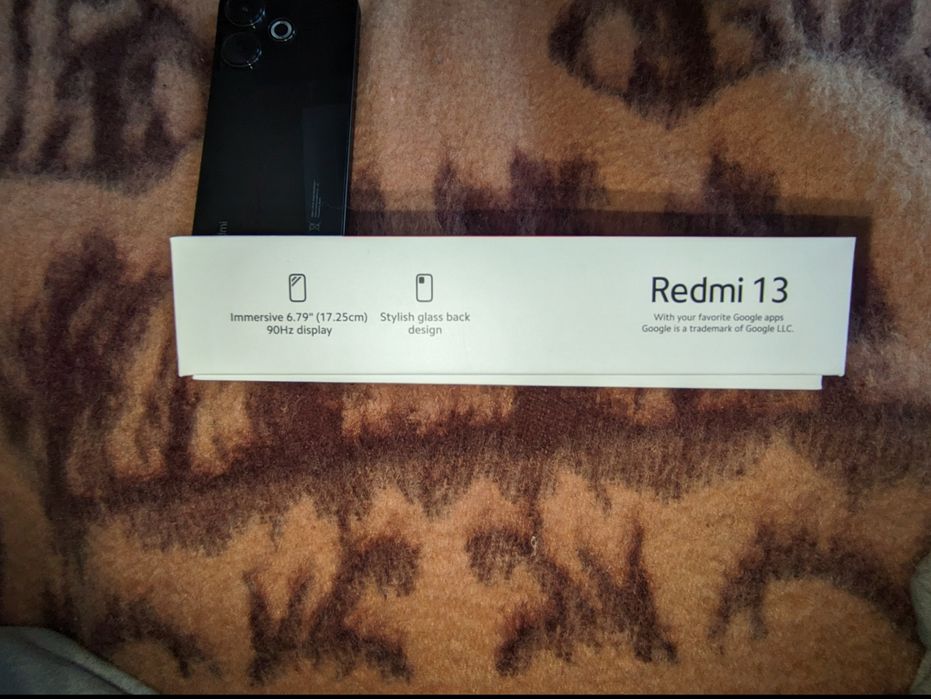 Immersive 6.79" (17.25cm)
90Hz display
Stylish glass back
design
Redmi 13
With your favorite Google apps
Google is a trademark of Google LLC.